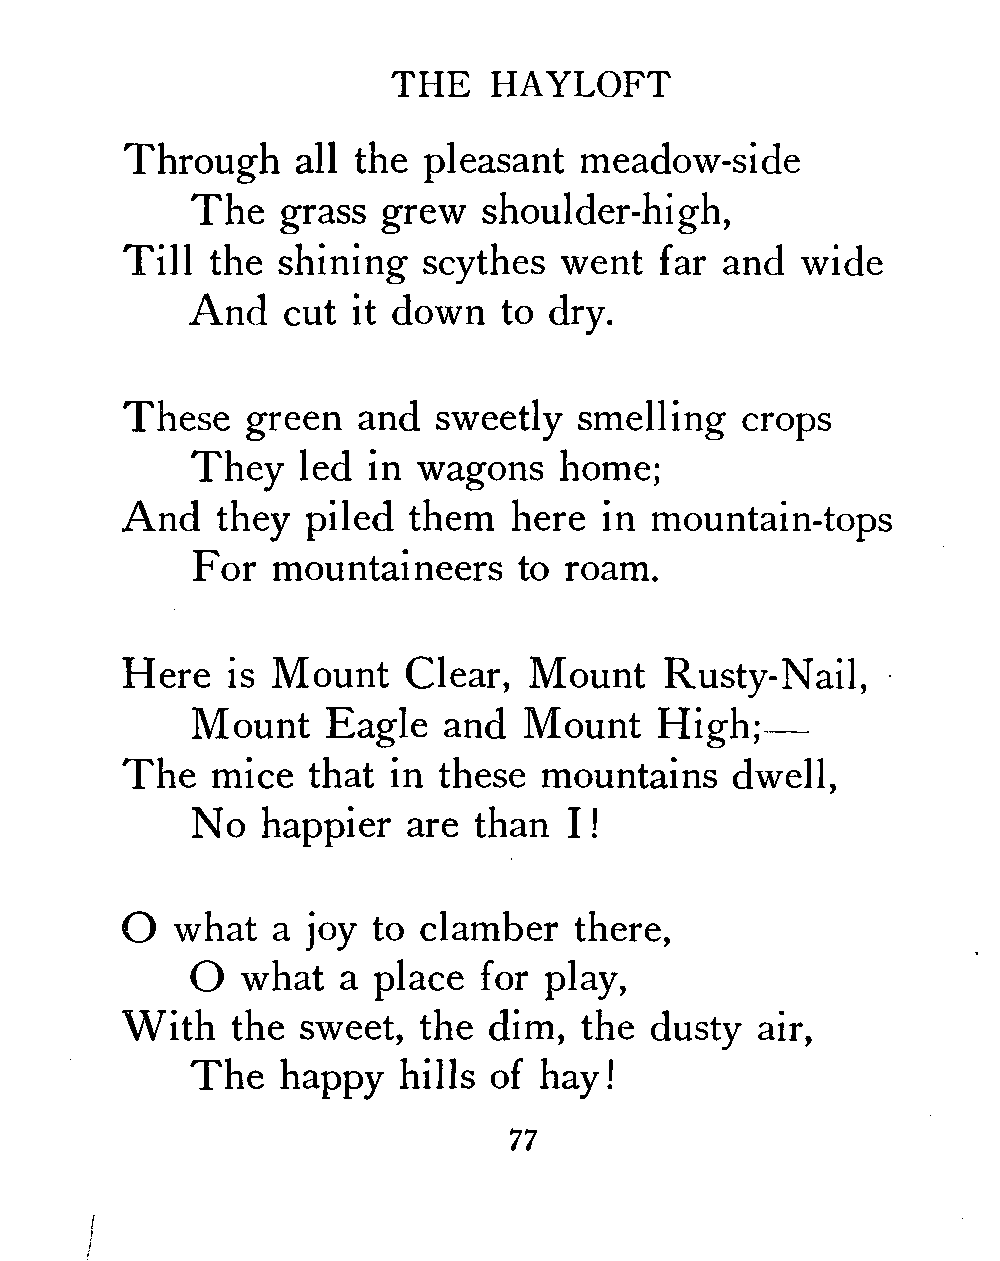 THE HAYLOFT
Through all the pleasant meadow-side
The grass grew shoulder-high,
Till the shining scythes went far and wide
And cut it down to dry.
These green and sweetly smelling crops
They led in wagons home;
And they piled them here in mountain-tops
For mountaineers to roam.
Here is Mount Clear, Mount Rusty-Nail,
Mount Eagle and Mount High;—
The mice that in these mountains dwell,
No happier are than I!
O what a joy to clamber there,
O what a place for play,
With the sweet, the dim, the dusty air,
The happy hills of hay!
77